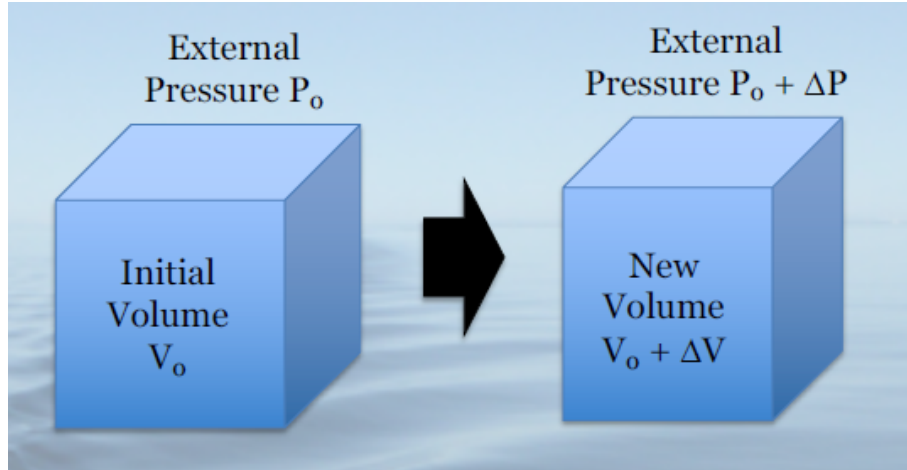 External
Pressure Pₒ
External
Pressure Pₒ + ΔP
Initial
Volume
Vₒ
New
Volume
Vₒ + ΔV